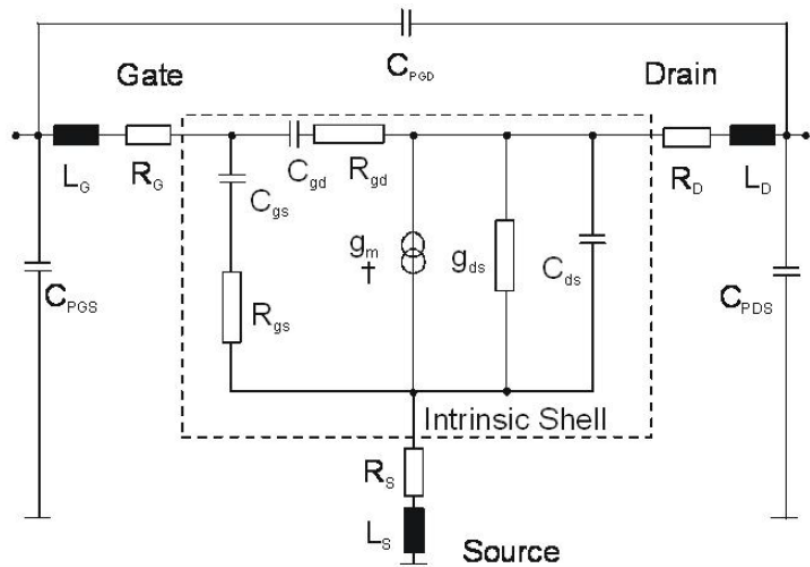 C_PGD
Gate
Drain
L_G
R_G
C_gd
R_gd
R_D
L_D
C_gs
g_m
g_ds
C_ds
C_PGS
R_gs
C_PDS
Intrinsic Shell
R_S
L_S
Source